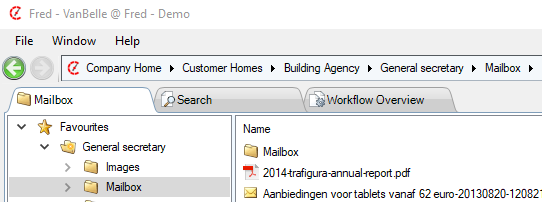 Fred - VanBelle @ Fred - Demo
File Window Help
Company Home Customer Homes Building Agency General secretary Mailbox
Mailbox Search Workflow Overview
Favourites
General secretary
Images
Mailbox
Name
Mailbox
2014-trafigura-annual-report.pdf
Aanbiedingen voor tablets vanaf 62 euro-20130820-120821